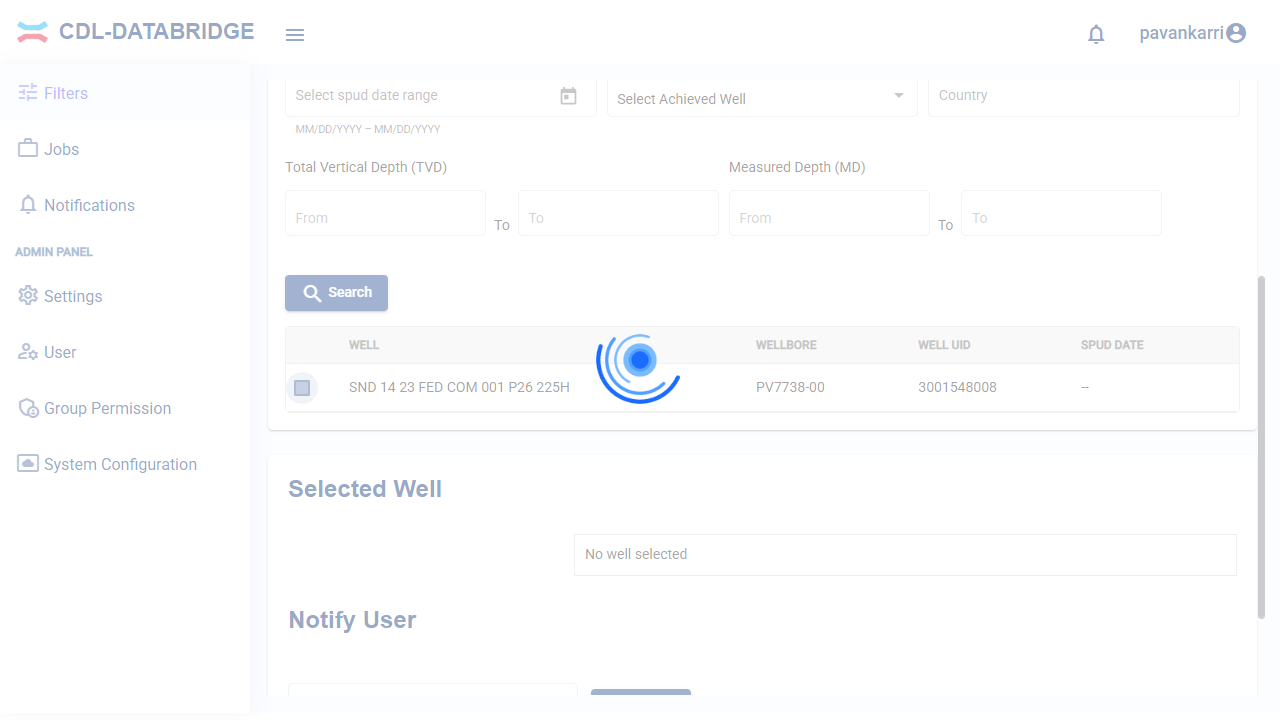 CDL-DATABRIDGE
pavankarri
Filters
Jobs
Notifications
ADMIN PANEL
Settings
User
Group Permission
System Configuration
Select spud date range
Select Achieved Well
Country
MM/DD/YYYY – MM/DD/YYYY
Total Vertical Depth (TVD)
Measured Depth (MD)
From
To
To
From
To
To
Search
WELL
WELLBORE
WELL UID
SPUD DATE
SND 14 23 FED COM 001 P26 225H
PV7738-00
3001548008
--
Selected Well
No well selected
Notify User